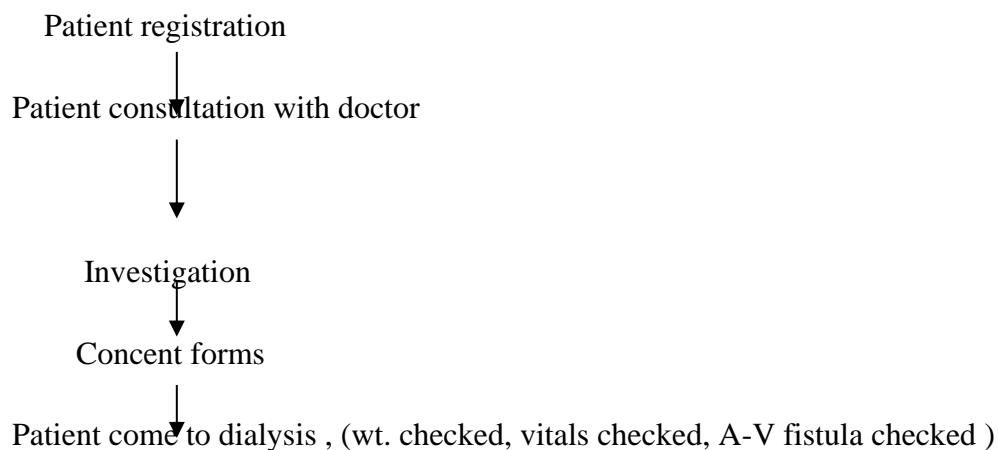 Patient registration
Patient consultation with doctor
Investigation
Concent forms
Patient come to dialysis , (wt. checked, vitals checked, A-V fistula checked )